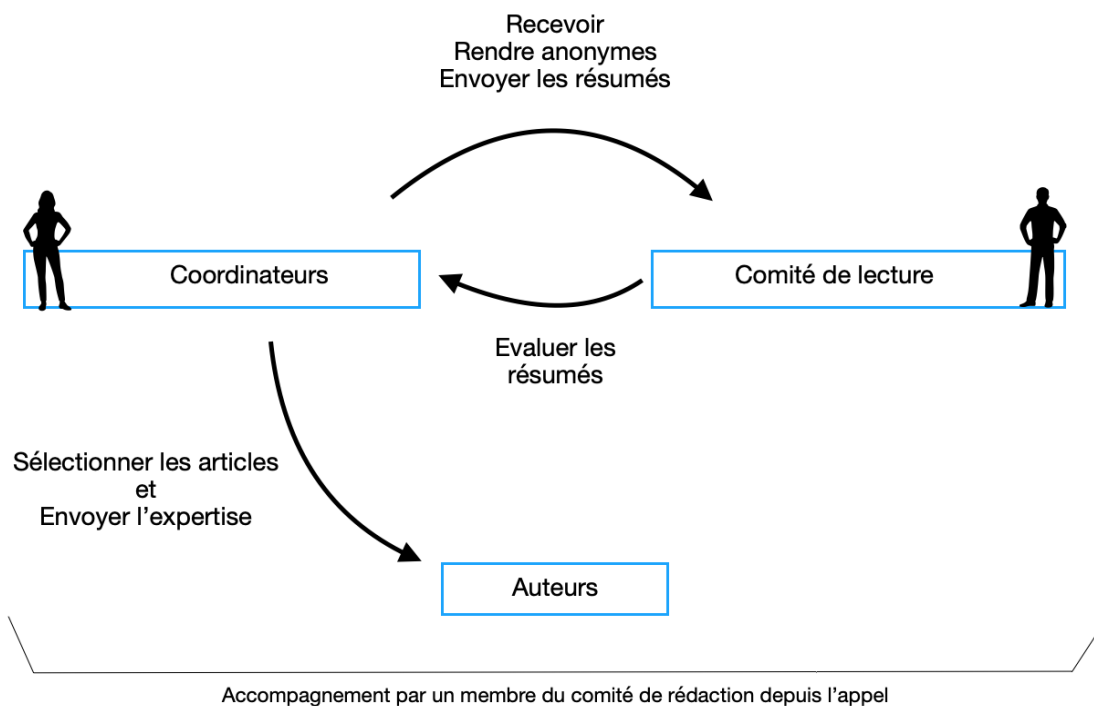 Recevoir
Rendre anonymes
Envoyer les résumés
Coordinateurs
Comité de lecture
Evaluer les
résumés
Sélectionner les articles
et
Envoyer l’expertise
Auteurs
Accompagnement par un membre du comité de rédaction depuis l’appel